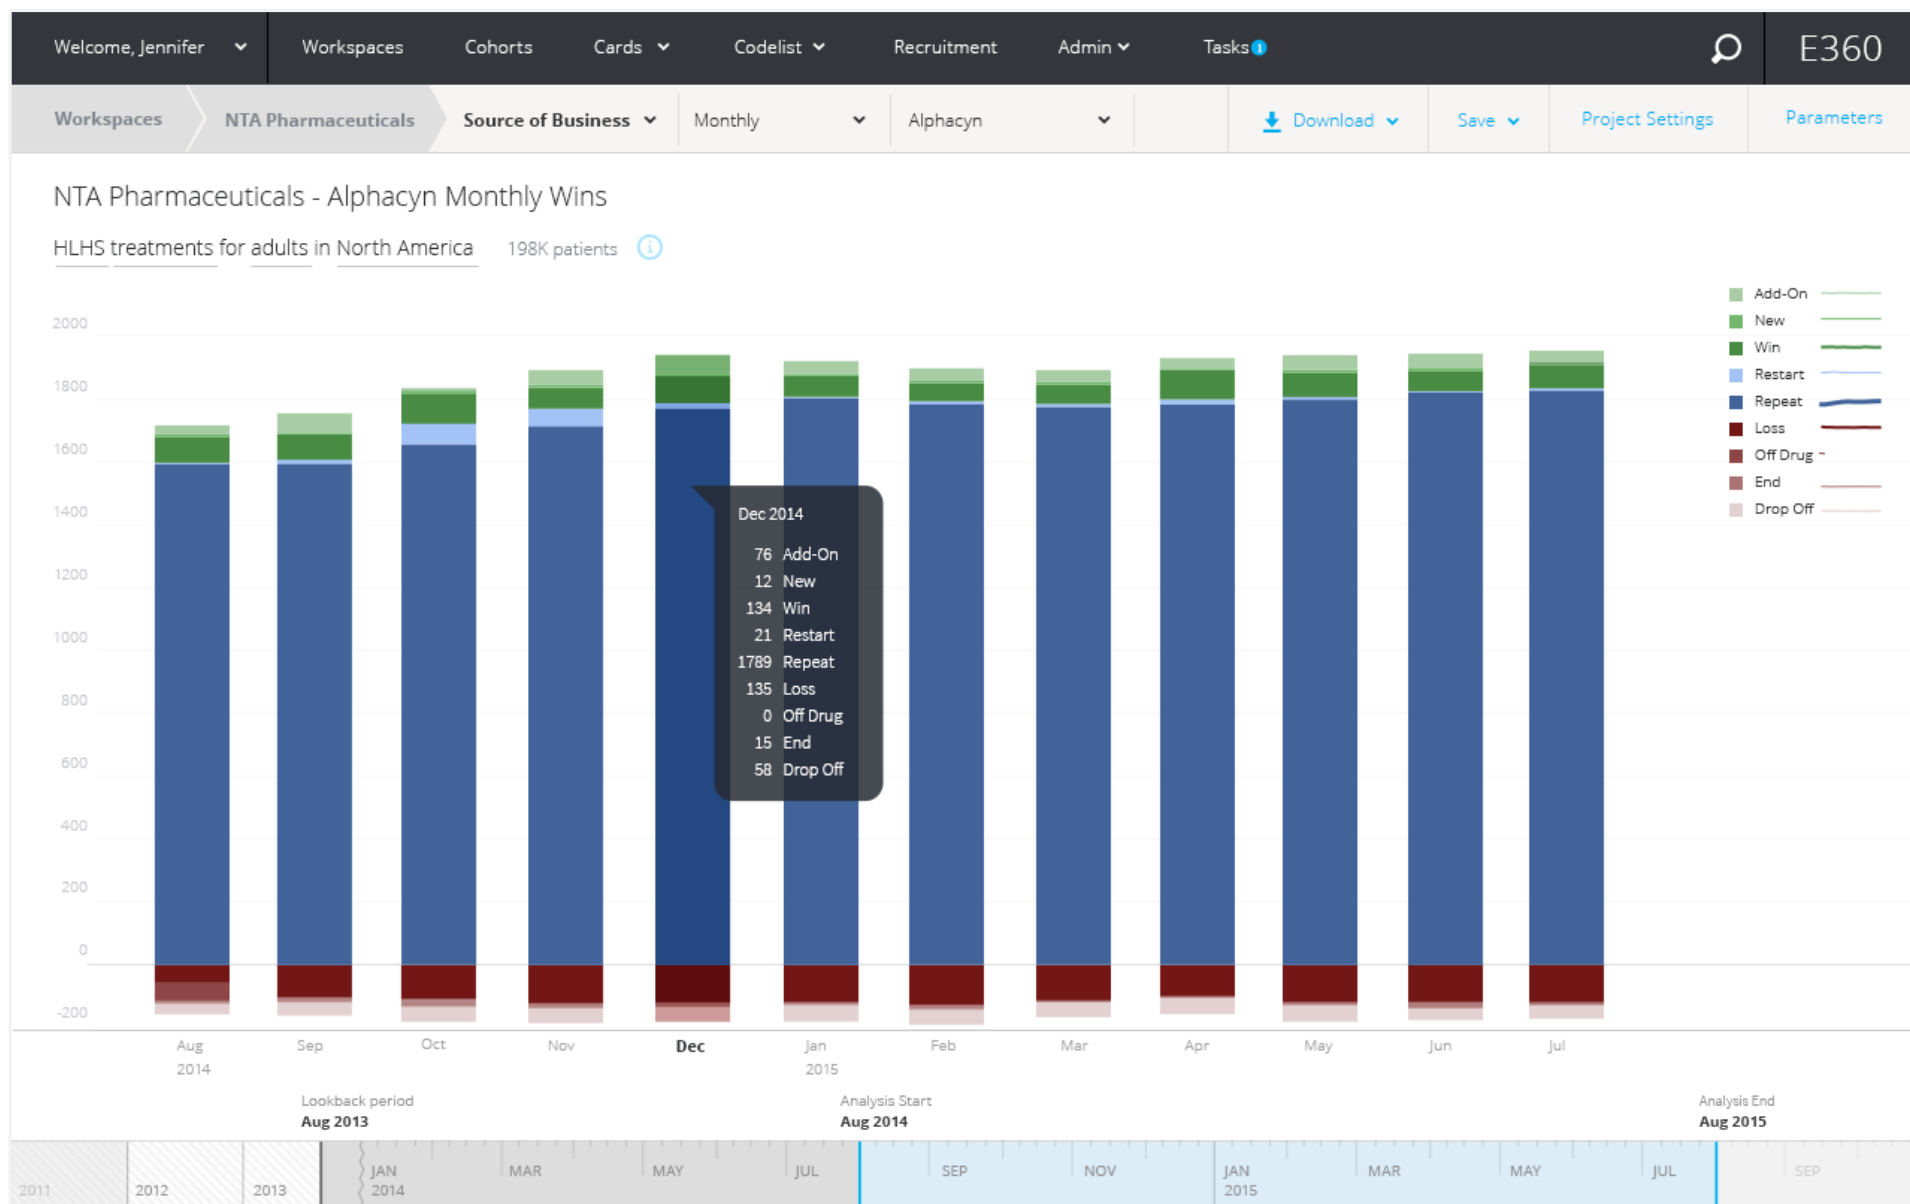 Welcome, Jennifer Workspaces Cohorts Cards Codelist Recruitment Admin Tasks 1 E360
Workspaces NTA Pharmaceuticals Source of Business Monthly Alphacyn Download Save Project Settings Parameters
NTA Pharmaceuticals - Alphacyn Monthly Wins
HLHS treatments for adults in North America 198K patients i
Add-On
New
Win
Restart
Repeat
Loss
Off Drug
End
Drop Off
2000
1800
1600
1400
1200
1000
800
600
400
200
0
-200
Dec 2014
76 Add-On
12 New
134 Win
21 Restart
1789 Repeat
135 Loss
0 Off Drug
15 End
58 Drop Off
Aug Sep Oct Nov Dec Jan Feb Mar Apr May Jun Jul
2014 2015
Lookback period Analysis Start Analysis End
Aug 2013 Aug 2014 Aug 2015
JAN MAR MAY JUL SEP NOV JAN MAR MAY JUL SEP
2011 2012 2013 2014 2015